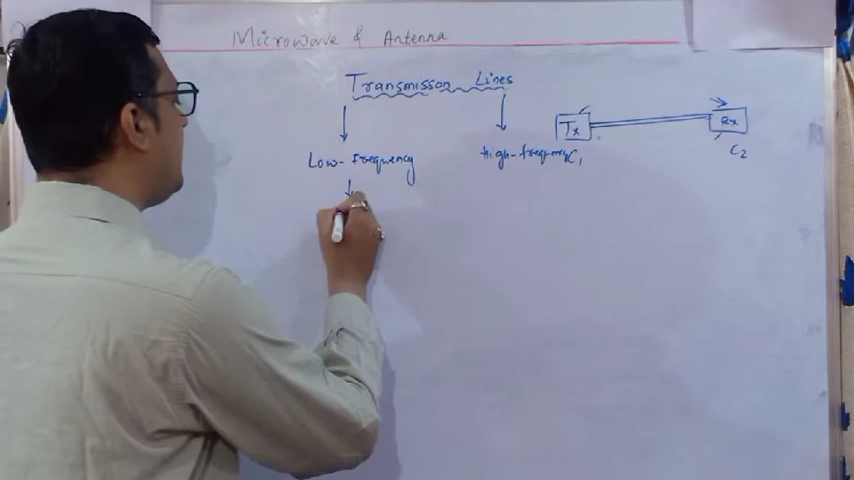 Microwave & Antenna
Transmisson Lines
Tx
Rx
Low-frequency
high-frequency
C1
C2